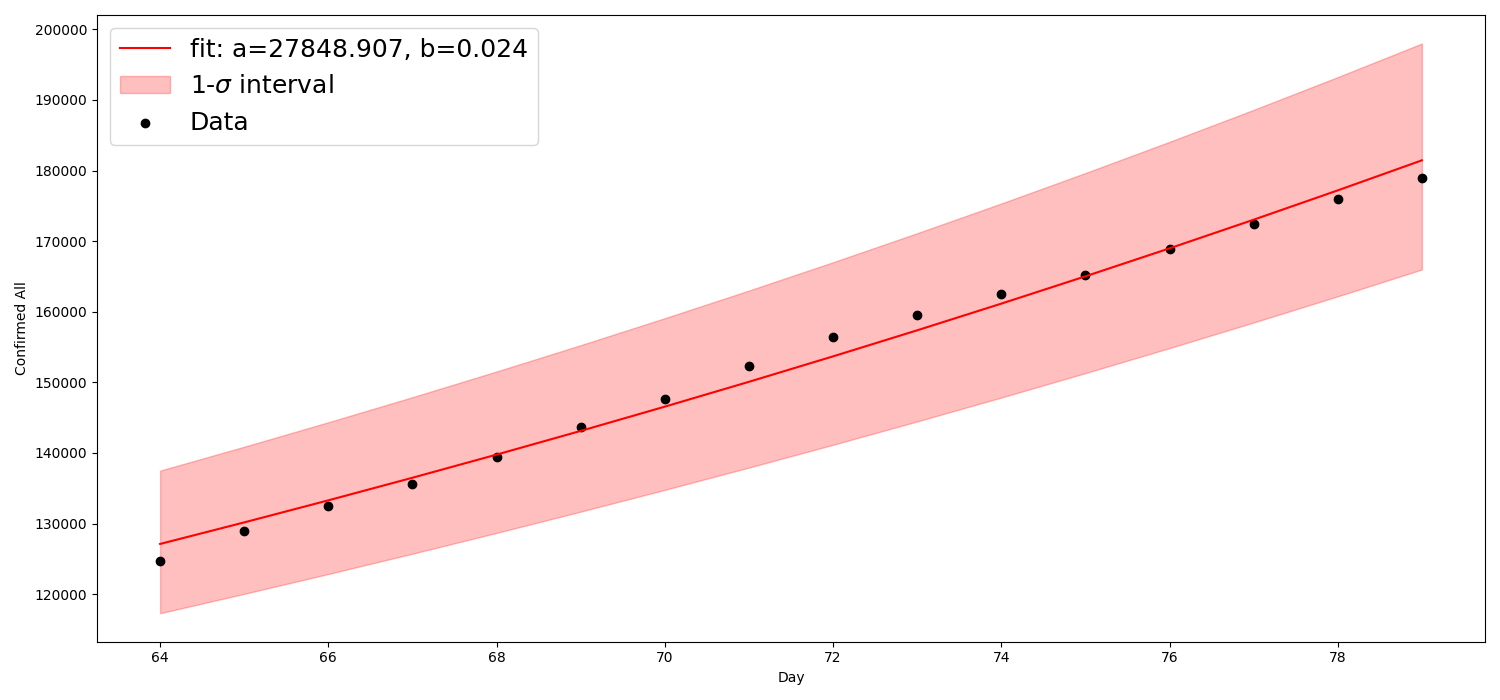 fit: a=27848.907, b=0.024
1-σ interval
Data
Confirmed All
200000
190000
180000
170000
160000
150000
140000
130000
120000
64 66 68 70 72 74 76 78
Day